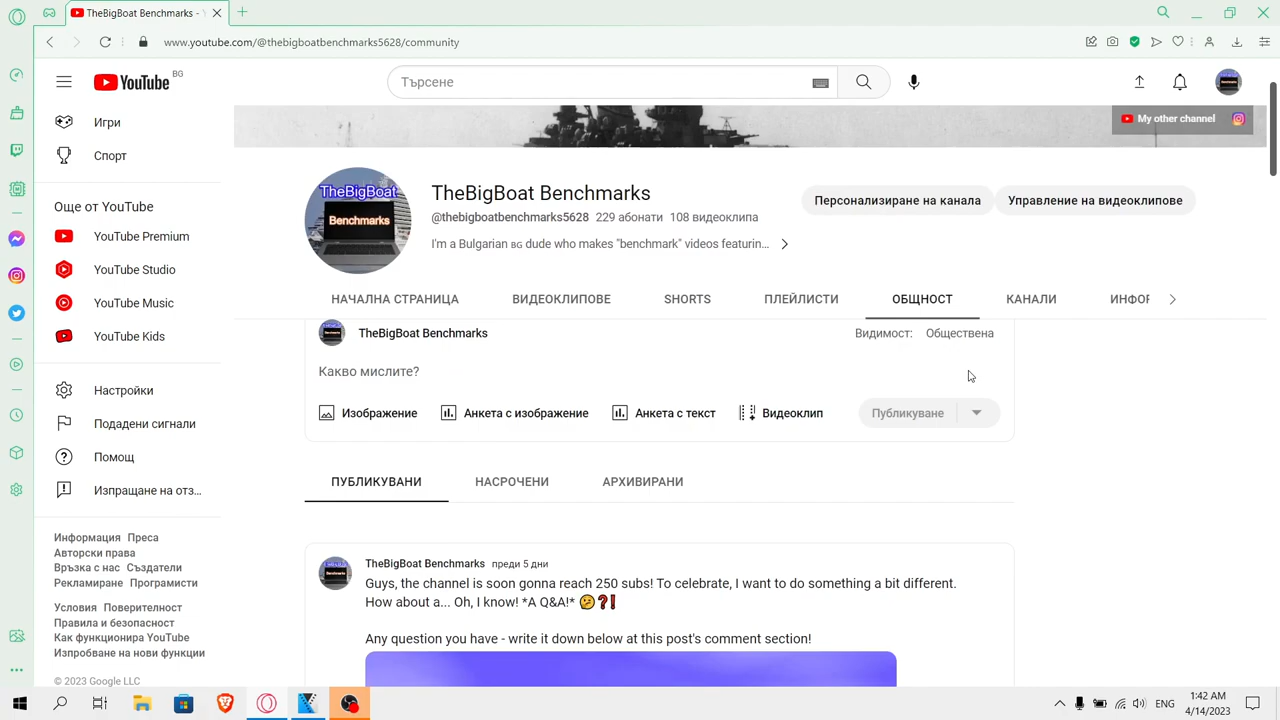 TheBigBoat Benchmarks - YouTu
www.youtube.com/@thebigboatbenchmarks5628/community
YouTube BG
Търсене
Игри
Спорт
Още от YouTube
YouTube Premium
YouTube Studio
YouTube Music
YouTube Kids
Настройки
Подадени сигнали
Помощ
Изпращане на отз...
Информация Преса
Авторски права
Връзка с нас Създатели
Рекламиране Програмисти
Условия Поверителност
Правила и безопасност
Как функционира YouTube
Изпробване на нови функции
© 2023 Google LLC
My other channel
TheBigBoat
Benchmarks
TheBigBoat Benchmarks
@thebigboatbenchmarks5628 229 абонати 108 видеоклипа
I'm a Bulgarian BG dude who makes "benchmark" videos featurin...
Персонализиране на канала
Управление на видеоклипове
НАЧАЛНА СТРАНИЦА ВИДЕОКЛИПОВЕ SHORTS ПЛЕЙЛИСТИ ОБЩНОСТ КАНАЛИ ИНФОР
TheBigBoat Benchmarks
Видимост: Обществена
Какво мислите?
Изображение Анкета с изображение Анкета с текст Видеоклип Публикуване
ПУБЛИКУВАНИ НАСРОЧЕНИ АРХИВИРАНИ
TheBigBoat Benchmarks преди 5 дни
Guys, the channel is soon gonna reach 250 subs! To celebrate, I want to do something a bit different.
How about a... Oh, I know! *A Q&A!* 🤔❓❗
Any question you have - write it down below at this post's comment section!
ENG
1:42 AM
4/14/2023